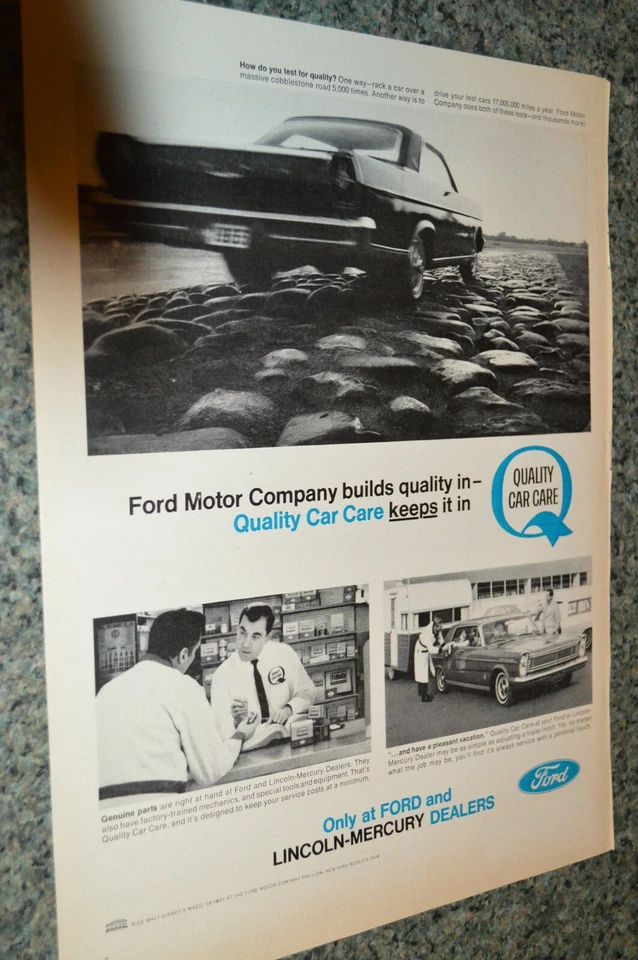 How do you test for quality? One way—rack a car over a
massive cobblestone road 5,000 times. Another way is to
drive your test cars 17,000,000 miles a year. Ford Motor
Company does both of these tests—and thousands more!
Ford Motor Company builds quality in–
Quality Car Care keeps it in
QUALITY
CAR CARE
Genuine parts are right at hand at Ford and Lincoln-Mercury Dealers. They
also have factory-trained mechanics, and special tools and equipment. That's
Quality Car Care, and it's designed to keep your service costs at a minimum.
"...and have a pleasant vacation." Quality Car Care at your Ford or Lincoln-
Mercury Dealer may be as simple as adjusting a trailer hitch. Yet, no matter
what the job may be, you'll find it's always service with a personal touch.
Ford
Only at FORD and
LINCOLN-MERCURY DEALERS
RIDE WALT DISNEY'S MAGIC SKYWAY AT THE FORD MOTOR COMPANY PAVILION, NEW YORK WORLD'S FAIR